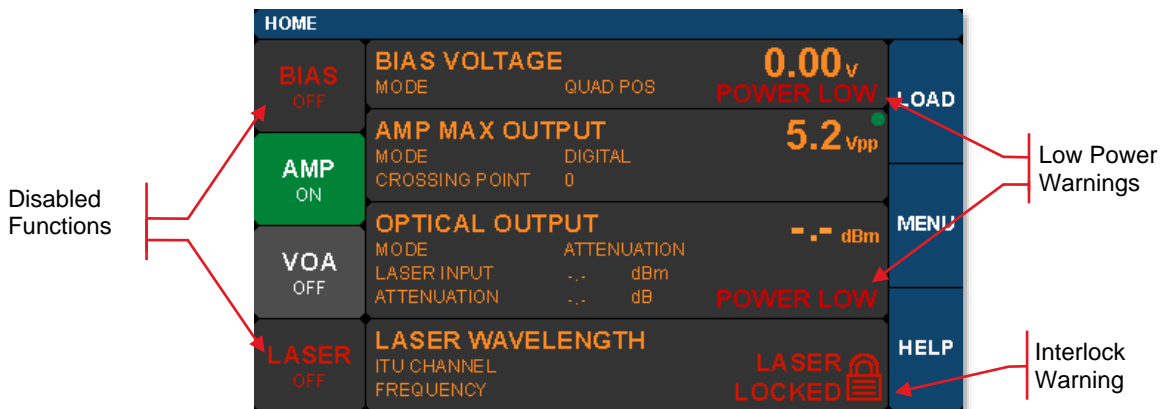 HOME
BIAS
OFF
BIAS VOLTAGE
0.00 V
MODE QUAD POS
POWER LOW
LOAD
AMP
ON
AMP MAX OUTPUT
5.2 Vpp
MODE DIGITAL
CROSSING POINT 0
Low Power
Warnings
Disabled
Functions
VOA
OFF
OPTICAL OUTPUT
-.- dBm
MODE ATTENUATION
LASER INPUT -.- dBm
ATTENUATION -.- dB
POWER LOW
MENU
LASER
OFF
LASER WAVELENGTH
ITU CHANNEL
FREQUENCY
LASER
LOCKED
HELP
Interlock
Warning